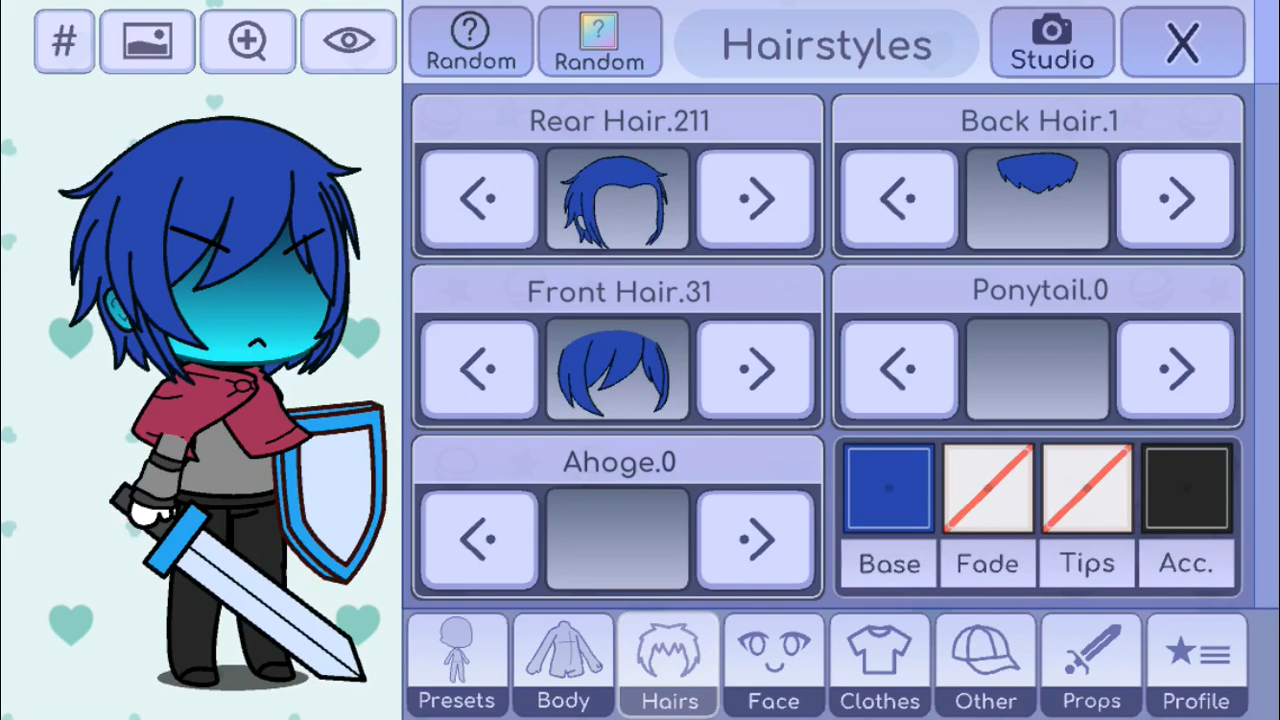 #
? Random
? Random
Hairstyles
Studio
X
Rear Hair.211
Back Hair.1
Front Hair.31
Ponytail.0
Ahoge.0
Base
Fade
Tips
Acc.
Presets
Body
Hairs
Face
Clothes
Other
Props
Profile